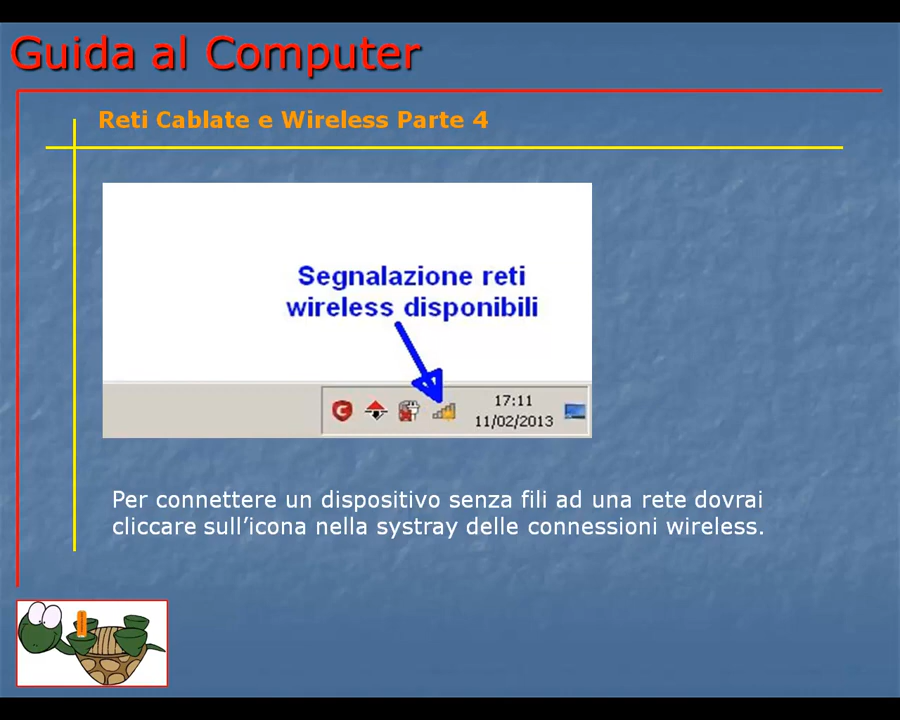 Guida al Computer
Reti Cablate e Wireless Parte 4
Segnalazione reti
wireless disponibili
17:11
11/02/2013
Per connettere un dispositivo senza fili ad una rete dovrai
cliccare sull’icona nella systray delle connessioni wireless.